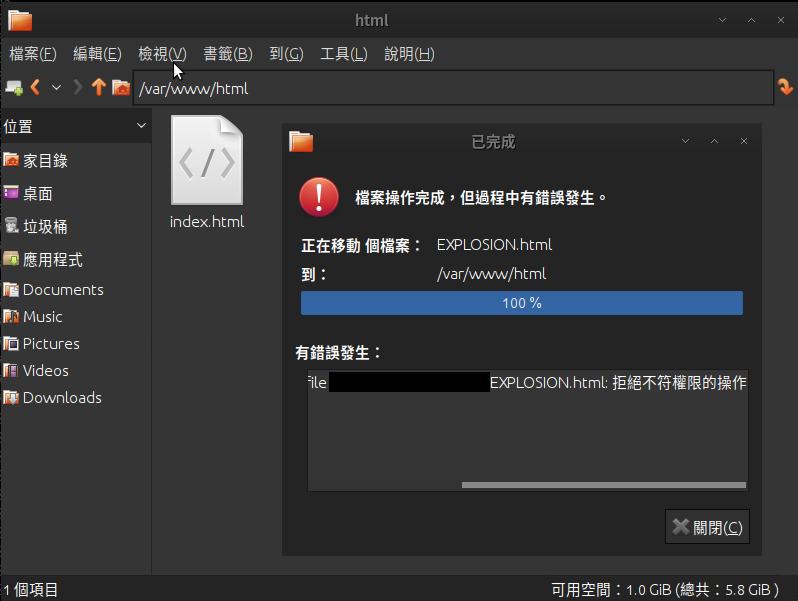 html
檔案(F) 編輯(E) 檢視(V) 書籤(B) 到(G) 工具(L) 說明(H)
/var/www/html
位置
家目錄
桌面
垃圾桶
應用程式
Documents
Music
Pictures
Videos
Downloads
index.html
已完成
檔案操作完成，但過程中有錯誤發生。
正在移動 個檔案： EXPLOSION.html
到： /var/www/html
100 %
有錯誤發生：
file EXPLOSION.html: 拒絕不符權限的操作
關閉(C)
1 個項目
可用空間：1.0 GiB (總共：5.8 GiB )